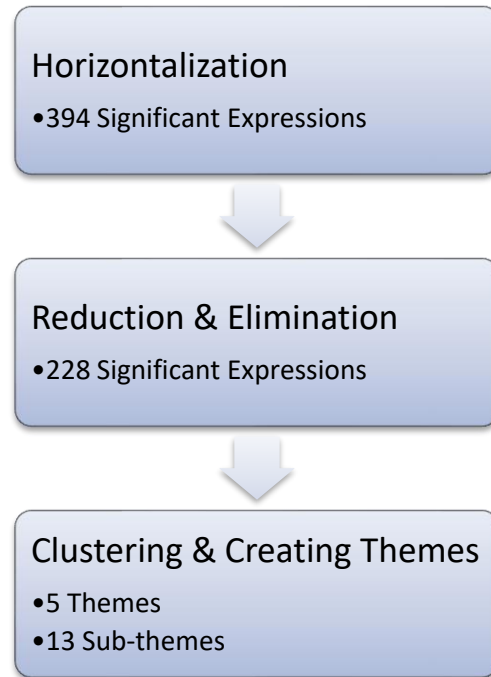 Horizontalization
•394 Significant Expressions
Reduction & Elimination
•228 Significant Expressions
Clustering & Creating Themes
•5 Themes
•13 Sub-themes